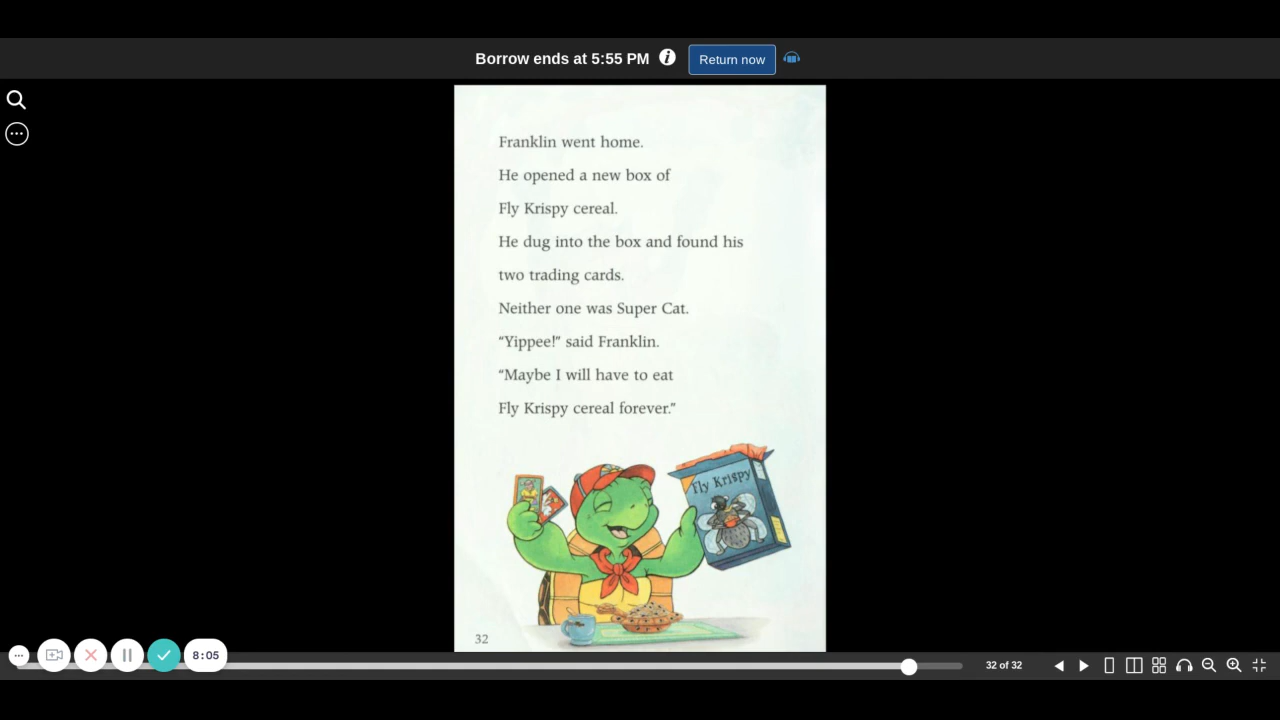 Borrow ends at 5:55 PM
Return now
Franklin went home.
He opened a new box of
Fly Krispy cereal.
He dug into the box and found his
two trading cards.
Neither one was Super Cat.
“Yippee!” said Franklin.
“Maybe I will have to eat
Fly Krispy cereal forever.”
Fly Krispy
32
8:05
32 of 32